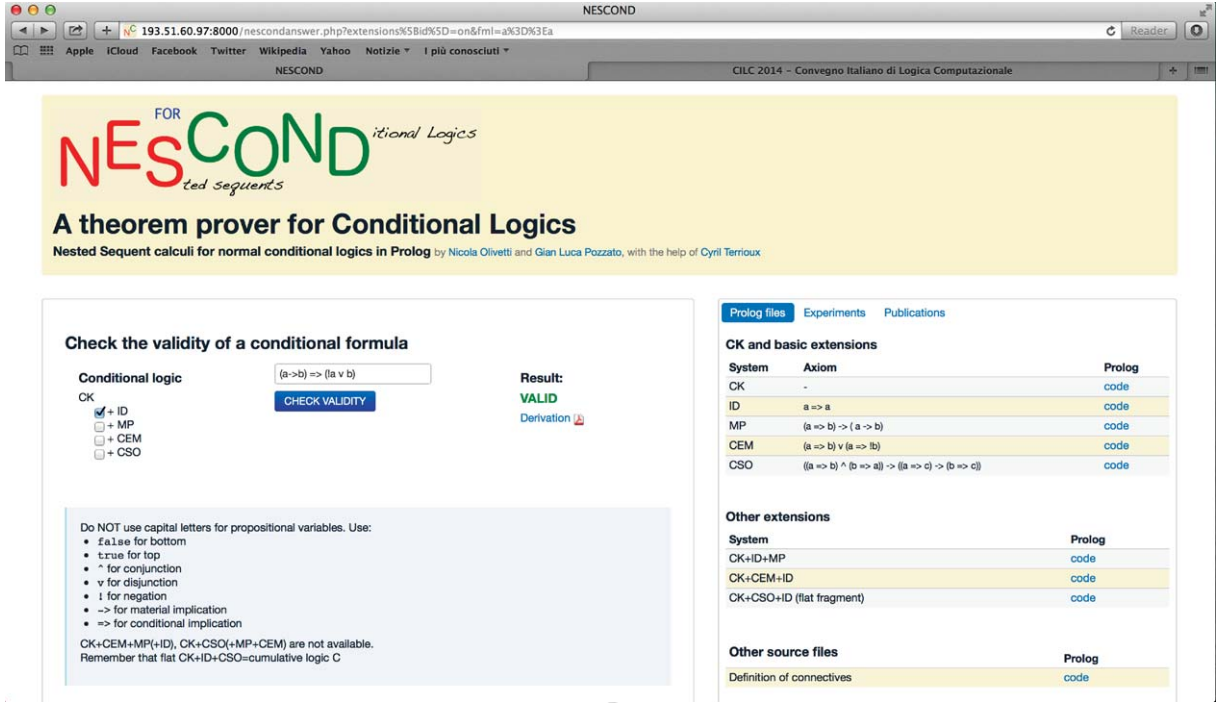 NESCOND
193.51.60.97:8000/nescondanswer.php?extensions%5Bid%5D=on&fml=a%3D%3Ea
Reader
Apple iCloud Facebook Twitter Wikipedia Yahoo Notizie I più conosciuti
NESCOND
CILC 2014 – Convegno Italiano di Logica Computazionale
FOR
NESCOND itional Logics
ted sequents
A theorem prover for Conditional Logics
Nested Sequent calculi for normal conditional logics in Prolog by Nicola Olivetti and Gian Luca Pozzato, with the help of Cyril Terrioux
Check the validity of a conditional formula
Conditional logic
CK
+ ID
+ MP
+ CEM
+ CSO
(a->b) => (!a v b)
CHECK VALIDITY
Result:
VALID
Derivation
Do NOT use capital letters for propositional variables. Use:
• false for bottom
• true for top
• ^ for conjunction
• v for disjunction
• ! for negation
• -> for material implication
• => for conditional implication
CK+CEM+MP(+ID), CK+CSO(+MP+CEM) are not available.
Remember that flat CK+ID+CSO=cumulative logic C
Prolog files Experiments Publications
CK and basic extensions
System Axiom Prolog
CK - code
ID a => a code
MP (a => b) -> ( a -> b) code
CEM (a => b) v (a => !b) code
CSO ((a => b) ^ (b => a)) -> ((a => c) -> (b => c)) code
Other extensions
System Prolog
CK+ID+MP code
CK+CEM+ID code
CK+CSO+ID (flat fragment) code
Other source files Prolog
Definition of connectives code